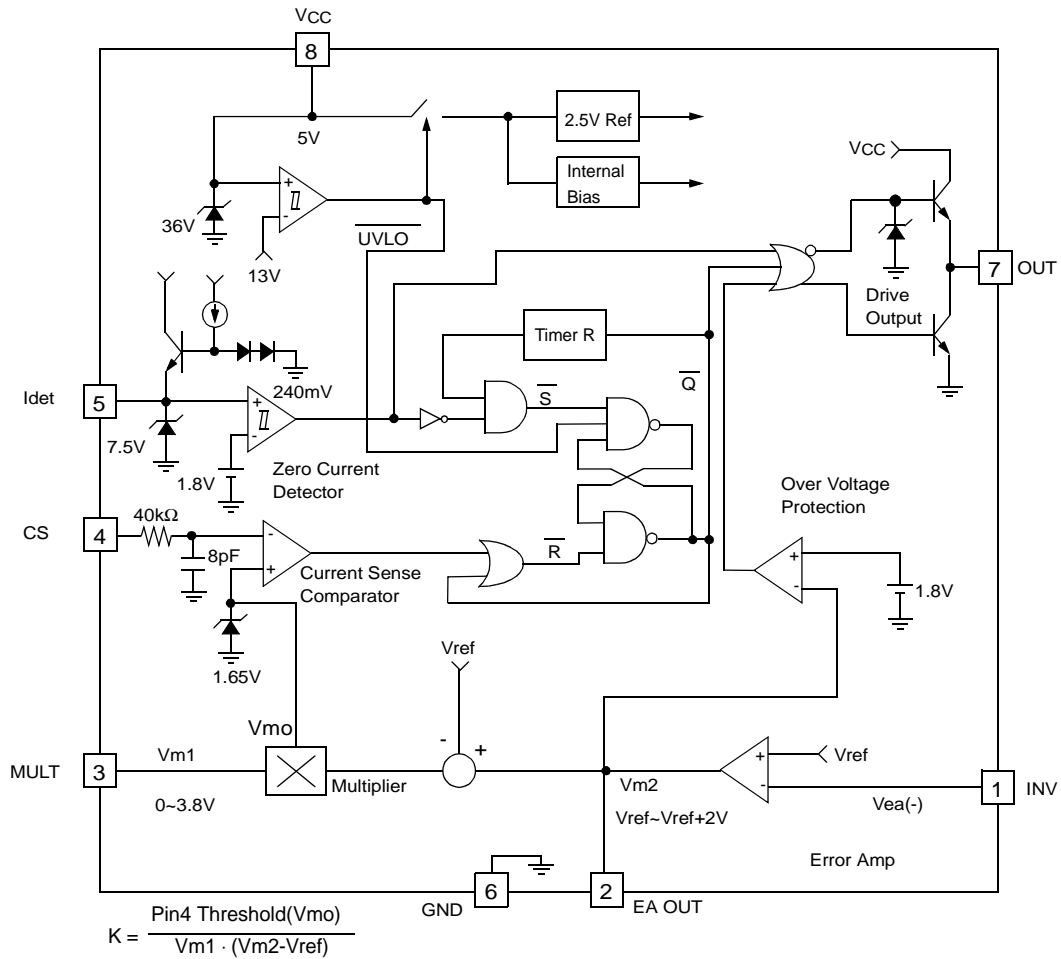 VCC
8
5V
2.5V Ref
Internal
Bias
VCC
+
-
36V
UVLO
13V
7
OUT
Drive
Output
Timer R
Q
240mV
S
Idet
5
+
-
7.5V
1.8V
Zero Current
Detector
Over Voltage
Protection
40kΩ
CS
4
8pF
-
+
Current Sense
Comparator
R
+
-
1.8V
1.65V
Vref
Vmo
-
+
MULT
3
Vm1
Multiplier
0~3.8V
Vm2
Vref~Vref+2V
+
-
Vref
Vea(-)
1
INV
Error Amp
GND
6
2
EA OUT
K = Pin4 Threshold(Vmo)
Vm1 · (Vm2-Vref)